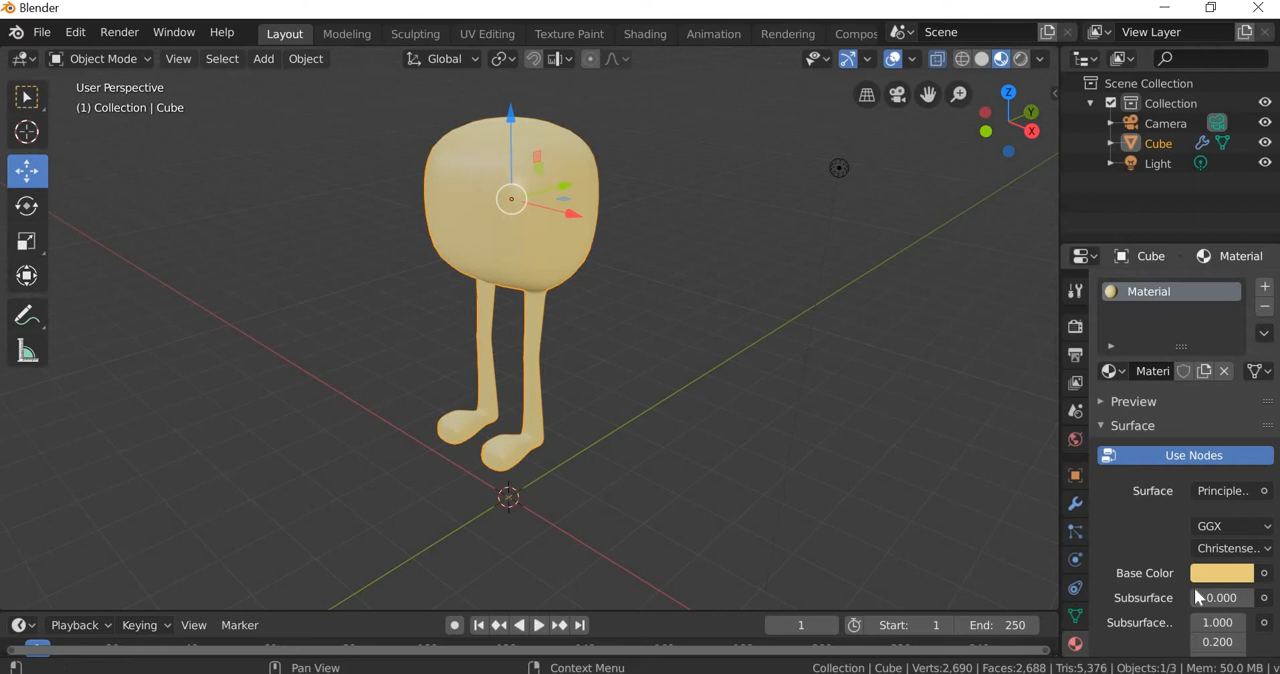 Blender
File Edit Render Window Help Layout Modeling Sculpting UV Editing Texture Paint Shading Animation Rendering Compos Scene View Layer
Object Mode View Select Add Object Global
User Perspective
(1) Collection | Cube
Z
Y
X
Scene Collection
Collection
Camera
Cube
Light
Cube Material
Material
Materi
Preview
Surface
Use Nodes
Surface Principle..
GGX
Christense..
Base Color
Subsurface 0.000
Subsurface.. 1.000
0.200
Playback Keying View Marker 1 Start: 1 End: 250
Pan View Context Menu Collection | Cube | Verts:2,690 | Faces:2,688 | Tris:5,376 | Objects:1/3 | Mem: 50.0 MB | v